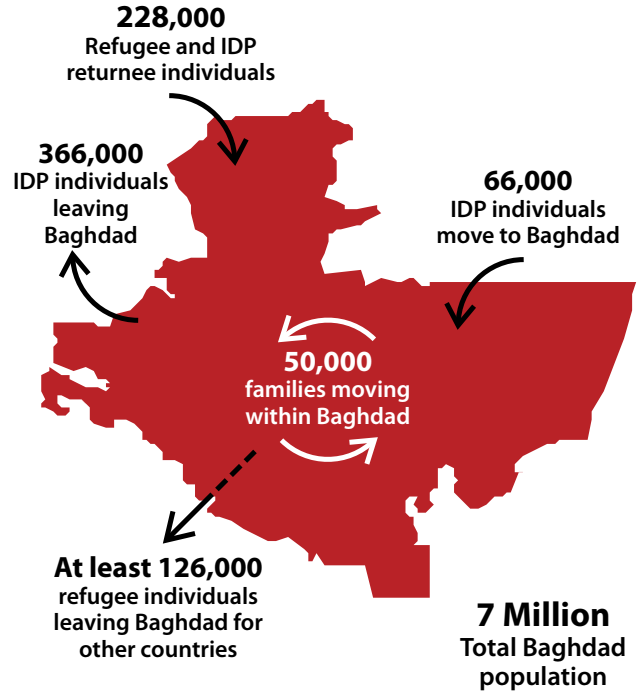 228,000
Refugee and IDP
returnee individuals
366,000
IDP individuals
leaving
Baghdad
66,000
IDP individuals
move to Baghdad
50,000
families moving
within Baghdad
At least 126,000
refugee individuals
leaving Baghdad for
other countries
7 Million
Total Baghdad
population